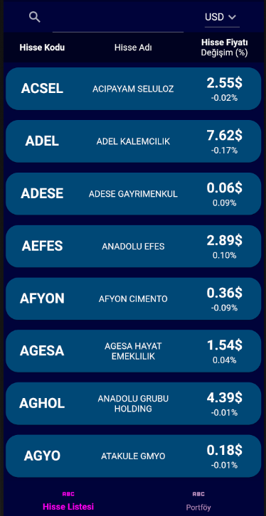 USD
Hisse Kodu Hisse Adı Hisse Fiyatı
Değişim (%)
ACSEL ACIPAYAM SELULOZ 2.55$
-0.02%
ADEL ADEL KALEMCILIK 7.62$
-0.17%
ADESE ADESE GAYRIMENKUL 0.06$
0.09%
AEFES ANADOLU EFES 2.89$
0.10%
AFYON AFYON CIMENTO 0.36$
-0.09%
AGESA AGESA HAYAT
EMEKLILIK 1.54$
0.04%
AGHOL ANADOLU GRUBU
HOLDING 4.39$
-0.01%
AGYO ATAKULE GMYO 0.18$
-0.01%
ABC ABC
Hisse Listesi Portföy